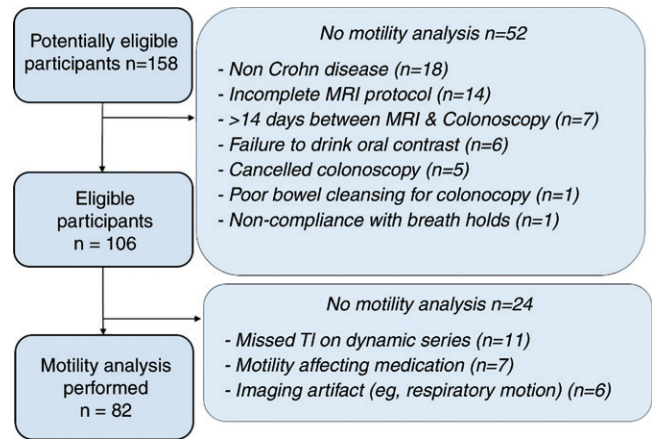 Potentially eligible
participants n=158
No motility analysis n=52
- Non Crohn disease (n=18)
- Incomplete MRI protocol (n=14)
- >14 days between MRI & Colonoscopy (n=7)
- Failure to drink oral contrast (n=6)
- Cancelled colonoscopy (n=5)
- Poor bowel cleansing for colonocopy (n=1)
- Non-compliance with breath holds (n=1)
Eligible
participants
n = 106
No motility analysis n=24
- Missed TI on dynamic series (n=11)
- Motility affecting medication (n=7)
- Imaging artifact (eg, respiratory motion) (n=6)
Motility analysis
performed
n = 82